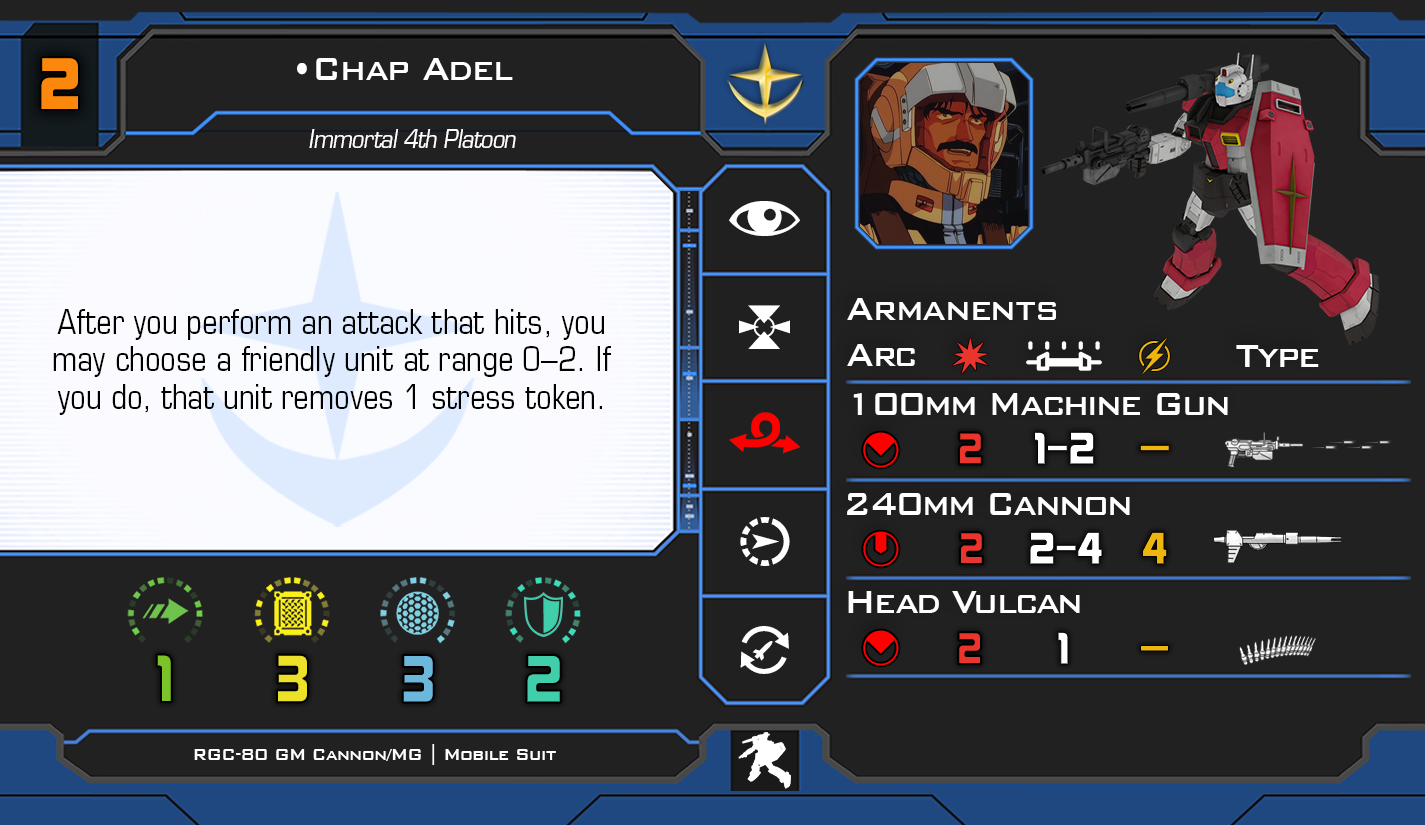 2
•Chap Adel
Immortal 4th Platoon
After you perform an attack that hits, you
may choose a friendly unit at range 0–2. If
you do, that unit removes 1 stress token.
1 3 3 2
RGC-80 GM Cannon/MG | Mobile Suit
Armanents
Arc Type
100mm Machine Gun
2 1–2 –
240mm Cannon
2 2–4 4
Head Vulcan
2 1 –